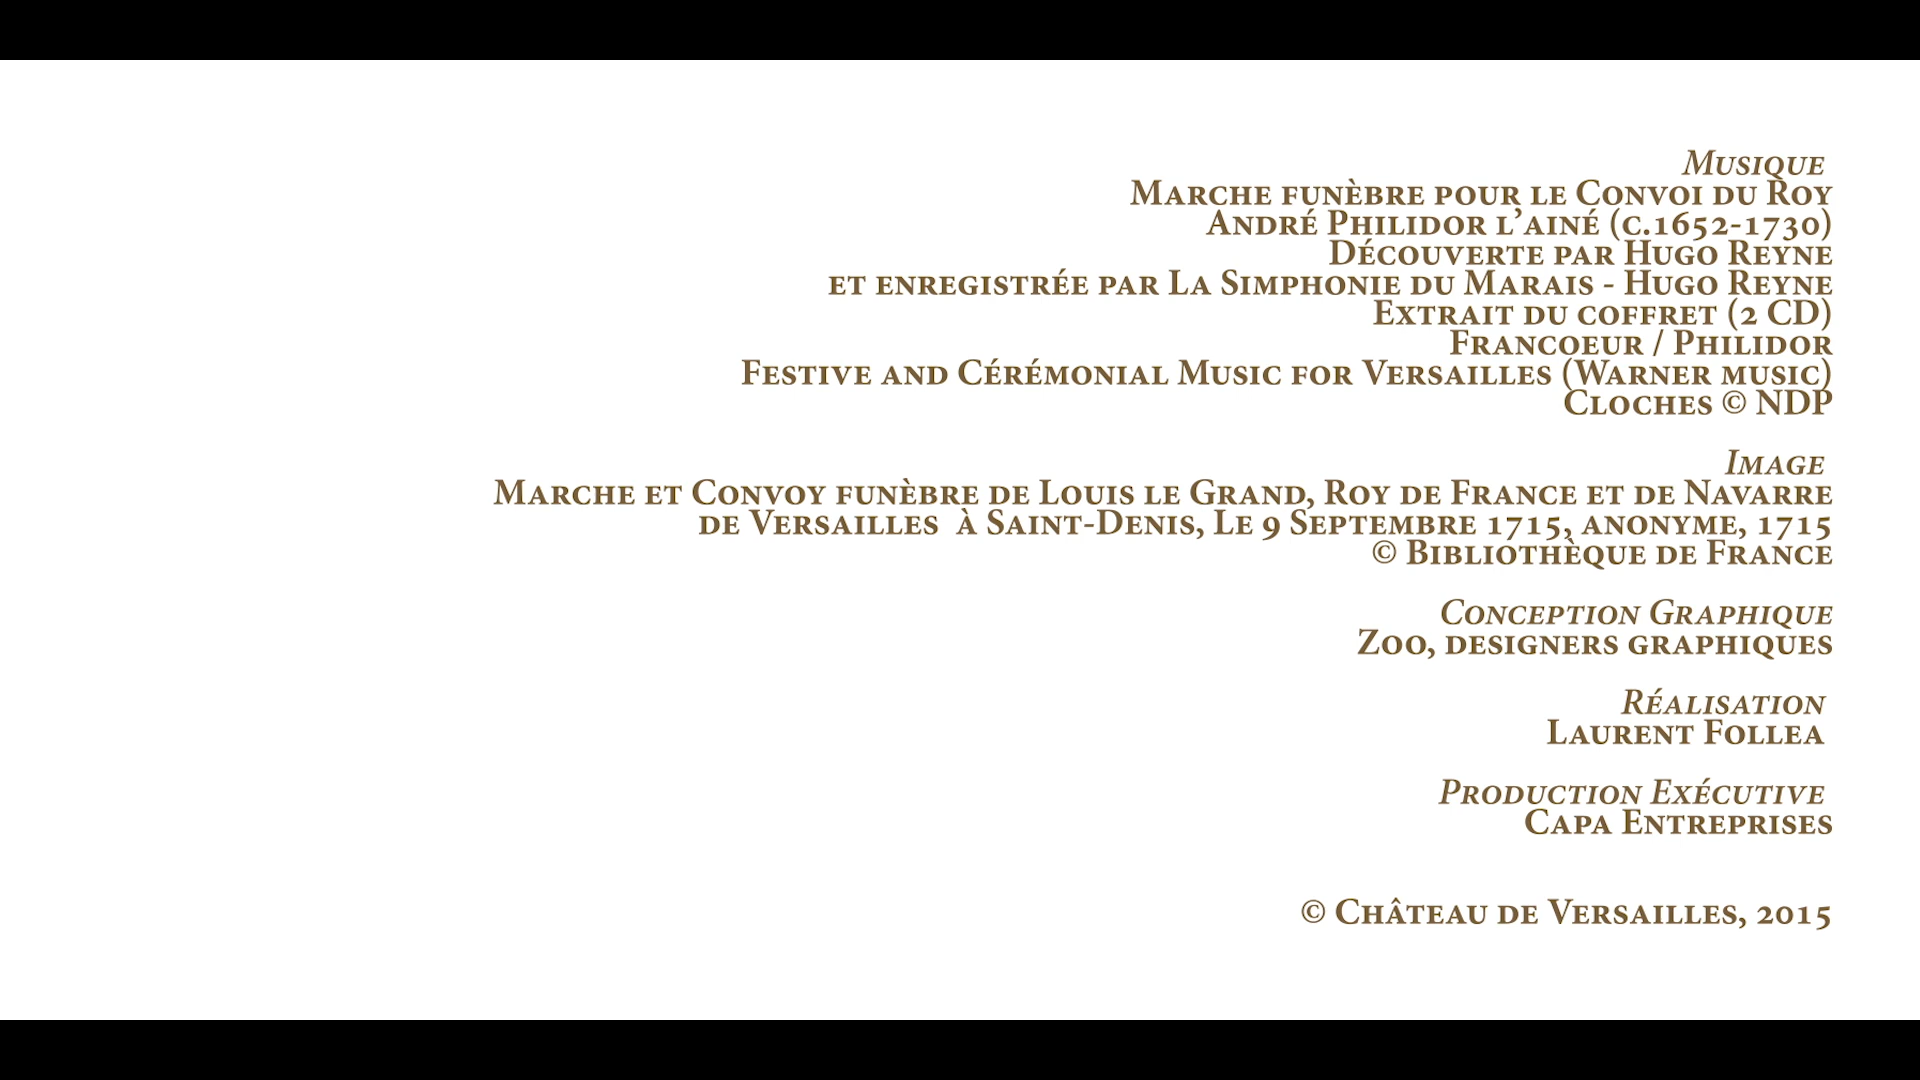 Musique
Marche funèbre pour le Convoi du Roy
André Philidor l’ainé (c.1652-1730)
Découverte par Hugo Reyne
et enregistrée par La Simphonie du Marais - Hugo Reyne
Extrait du coffret (2 CD)
Francoeur / Philidor
Festive and Cérémonial Music for Versailles (Warner music)
Cloches © NDP
Image
Marche et Convoy funèbre de Louis le Grand, Roy de France et de Navarre
de Versailles à Saint-Denis, Le 9 Septembre 1715, anonyme, 1715
© Bibliothèque de France
Conception Graphique
Zoo, designers graphiques
Réalisation
Laurent Follea
Production Exécutive
Capa Entreprises
© Château de Versailles, 2015